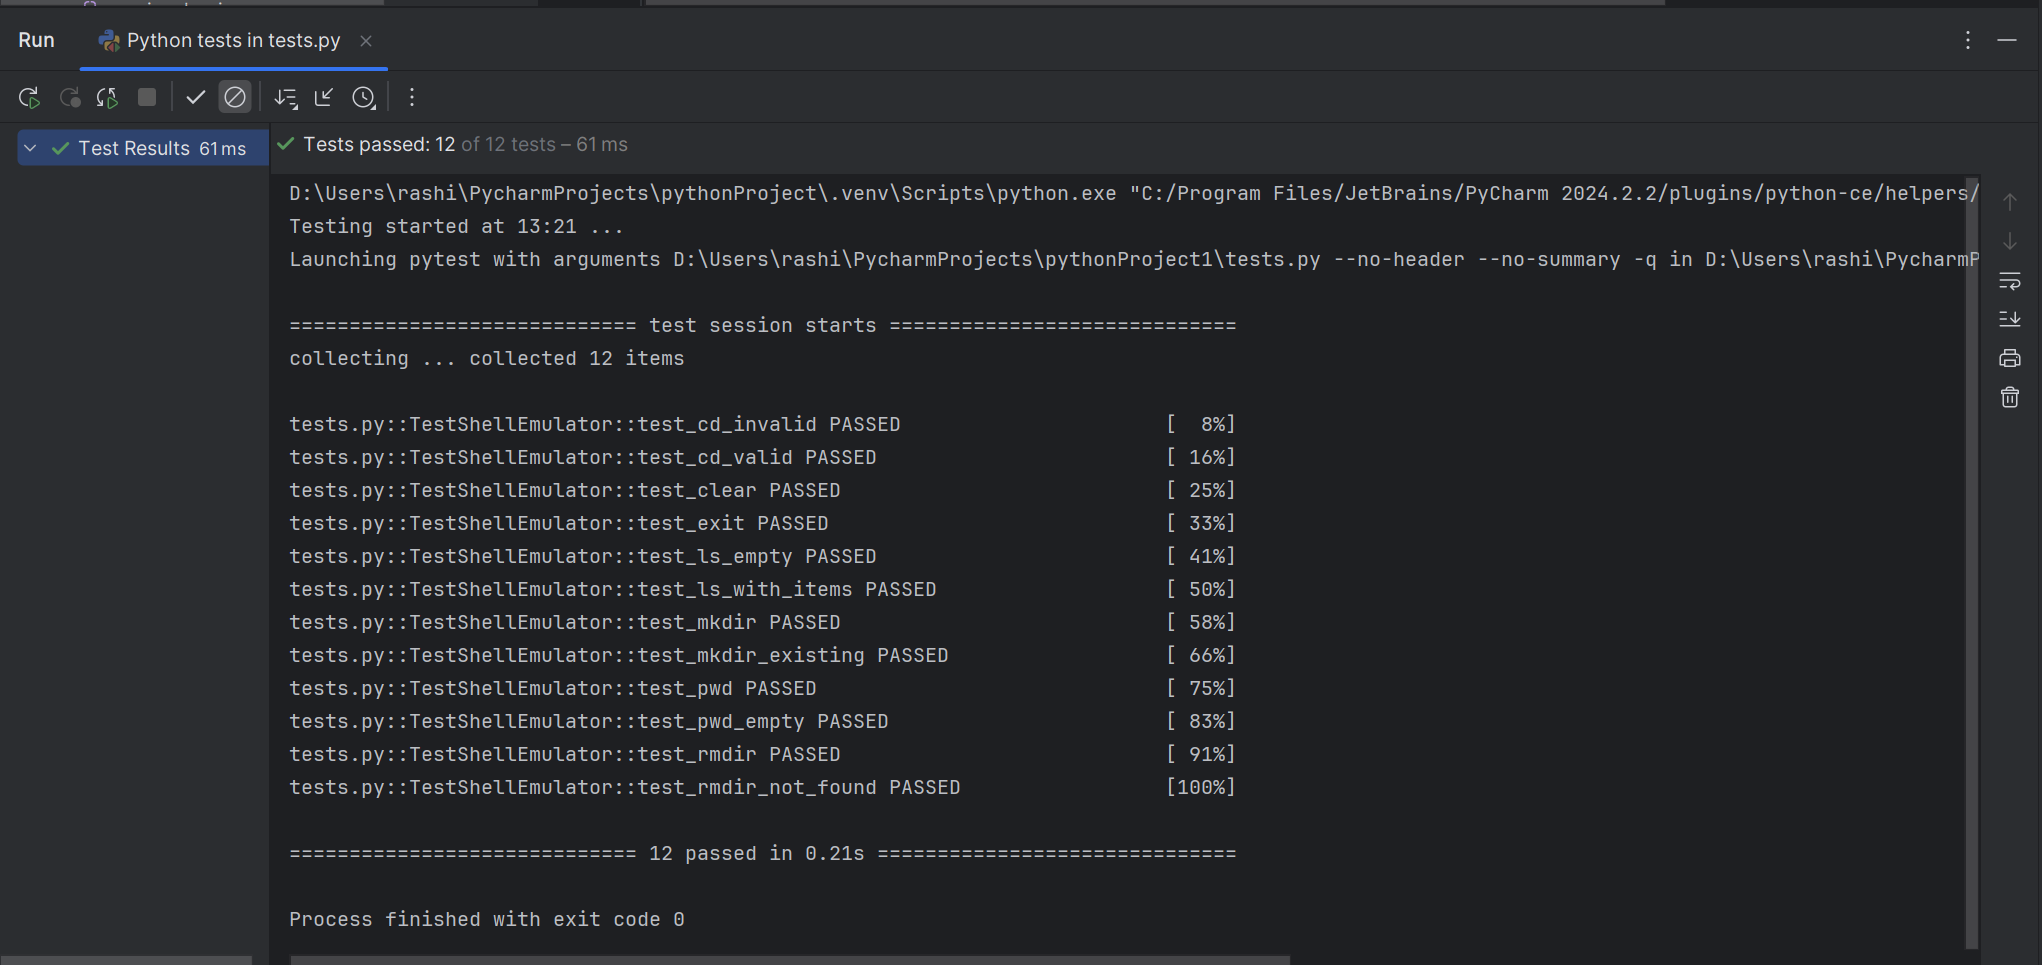 Run
Python tests in tests.py
Test Results 61 ms
Tests passed: 12 of 12 tests – 61 ms
D:\Users\rashi\PycharmProjects\pythonProject\.venv\Scripts\python.exe "C:/Program Files/JetBrains/PyCharm 2024.2.2/plugins/python-ce/helpers/
Testing started at 13:21 ...
Launching pytest with arguments D:\Users\rashi\PycharmProjects\pythonProject1\tests.py --no-header --no-summary -q in D:\Users\rashi\PycharmP
============================= test session starts =============================
collecting ... collected 12 items
tests.py::TestShellEmulator::test_cd_invalid PASSED                      [  8%]
tests.py::TestShellEmulator::test_cd_valid PASSED                        [ 16%]
tests.py::TestShellEmulator::test_clear PASSED                           [ 25%]
tests.py::TestShellEmulator::test_exit PASSED                            [ 33%]
tests.py::TestShellEmulator::test_ls_empty PASSED                        [ 41%]
tests.py::TestShellEmulator::test_ls_with_items PASSED                   [ 50%]
tests.py::TestShellEmulator::test_mkdir PASSED                           [ 58%]
tests.py::TestShellEmulator::test_mkdir_existing PASSED                  [ 66%]
tests.py::TestShellEmulator::test_pwd PASSED                             [ 75%]
tests.py::TestShellEmulator::test_pwd_empty PASSED                       [ 83%]
tests.py::TestShellEmulator::test_rmdir PASSED                           [ 91%]
tests.py::TestShellEmulator::test_rmdir_not_found PASSED                 [100%]
============================= 12 passed in 0.21s ==============================
Process finished with exit code 0